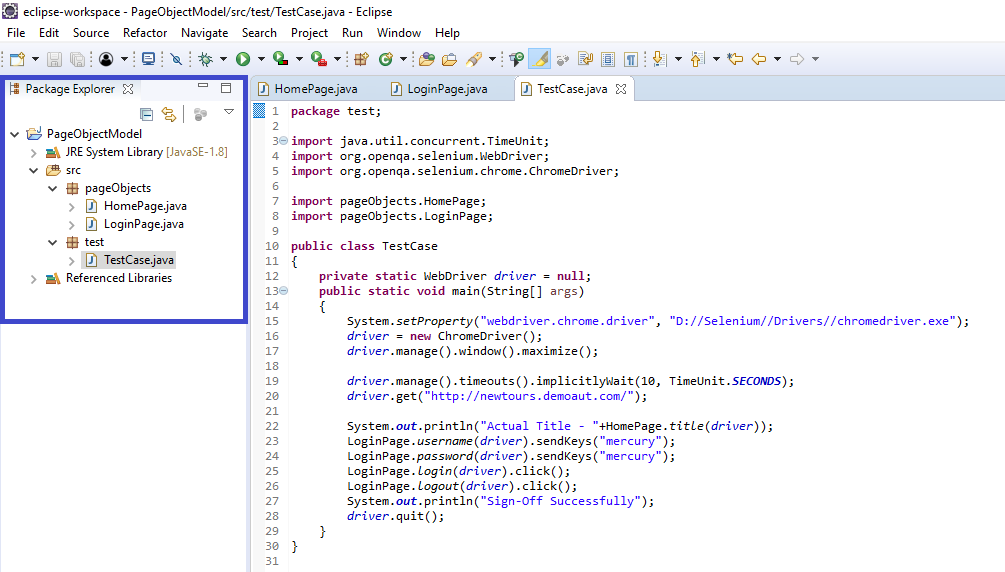 eclipse-workspace - PageObjectModel/src/test/TestCase.java - Eclipse
File Edit Source Refactor Navigate Search Project Run Window Help
Package Explorer
PageObjectModel
JRE System Library [JavaSE-1.8]
src
pageObjects
HomePage.java
LoginPage.java
test
TestCase.java
Referenced Libraries
HomePage.java LoginPage.java TestCase.java
1 package test;
2
3 import java.util.concurrent.TimeUnit;
4 import org.openqa.selenium.WebDriver;
5 import org.openqa.selenium.chrome.ChromeDriver;
6
7 import pageObjects.HomePage;
8 import pageObjects.LoginPage;
9
10 public class TestCase
11 {
12     private static WebDriver driver = null;
13     public static void main(String[] args)
14     {
15         System.setProperty("webdriver.chrome.driver", "D://Selenium//Drivers//chromedriver.exe");
16         driver = new ChromeDriver();
17         driver.manage().window().maximize();
18
19         driver.manage().timeouts().implicitlyWait(10, TimeUnit.SECONDS);
20         driver.get("http://newtours.demoaut.com/");
21
22         System.out.println("Actual Title - "+HomePage.title(driver));
23         LoginPage.username(driver).sendKeys("mercury");
24         LoginPage.password(driver).sendKeys("mercury");
25         LoginPage.login(driver).click();
26         LoginPage.logout(driver).click();
27         System.out.println("Sign-Off Successfully");
28         driver.quit();
29     }
30 }
31